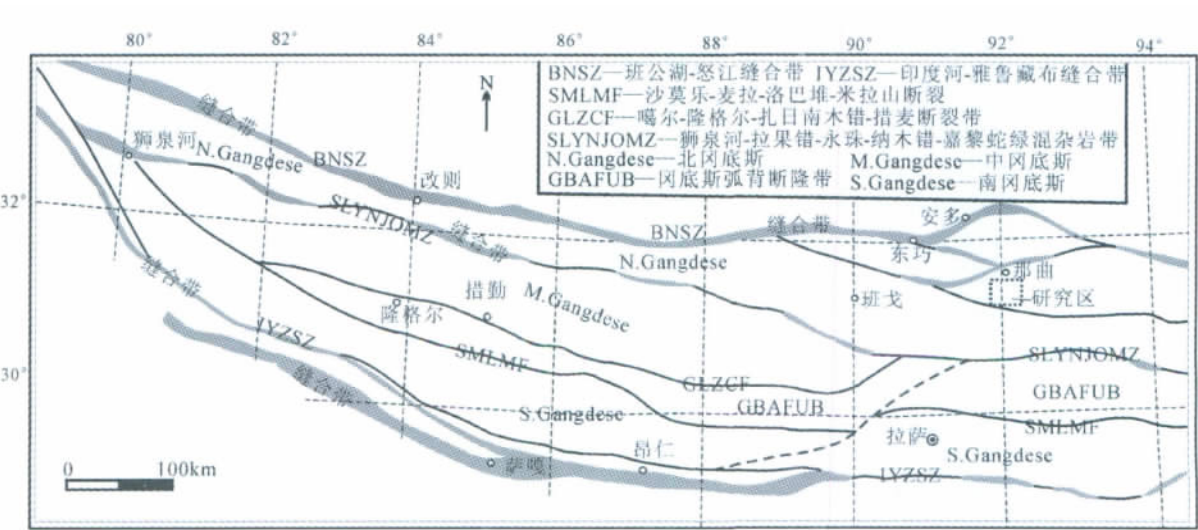 80° 82° 84° 86° 88° 90° 92° 94°
BNSZ—班公湖-怒江缝合带 IYZSZ—印度河-雅鲁藏布缝合带
SMLMF—沙莫乐-麦拉-洛巴堆-米拉山断裂
GLZCF—噶尔-隆格尔-扎日南木错-措麦断裂带
SLYNJOMZ—狮泉河-拉果错-永珠-纳木错-嘉黎蛇绿混杂岩带
N.Gangdese—北冈底斯 M.Gangdese—中冈底斯
GBAFUB—冈底斯弧背断隆带 S.Gangdese—南冈底斯
N
缝合带
狮泉河
N.Gangdese
BNSZ
改则
32°
SLYNJOMZ
缝合带
BNSZ
缝合带
安多
东巧
N.Gangdese
那曲
缝合带
措勤
M.Gangdese
班戈
研究区
隆格尔
IYZSZ
SMLMF
SLYNJOMZ
30°
缝合带
GLZCF
GBAFUB
GBAFUB
S.Gangdese
SMLMF
拉萨
S.Gangdese
昂仁
萨嘎
IYZSZ
0 100km